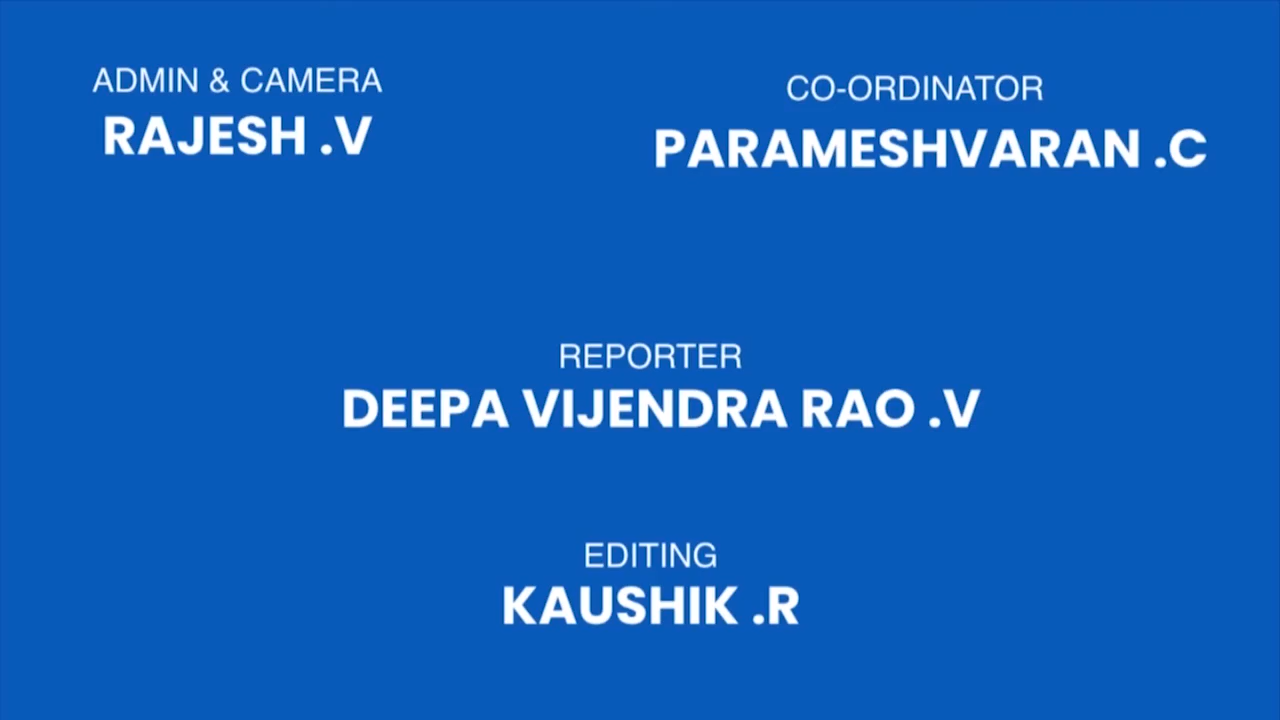 ADMIN & CAMERA
RAJESH .V
CO-ORDINATOR
PARAMESHVARAN .C
REPORTER
DEEPA VIJENDRA RAO .V
EDITING
KAUSHIK .R